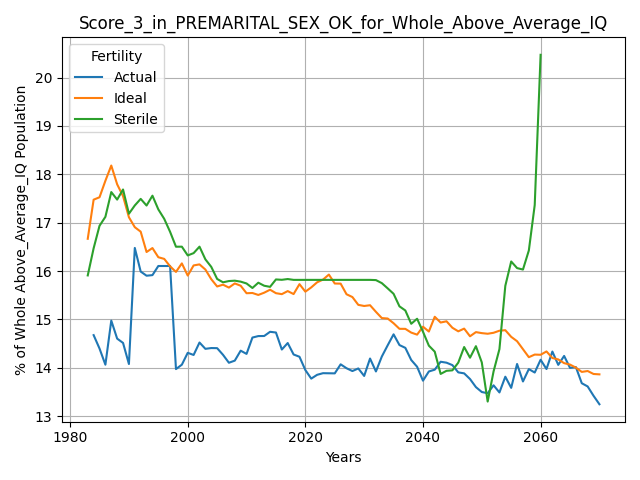 Score_3_in_PREMARITAL_SEX_OK_for_Whole_Above_Average_IQ
Fertility
Actual
Ideal
Sterile
% of Whole Above_Average_IQ Population
20
19
18
17
16
15
14
13
1980
2000
2020
2040
2060
Years